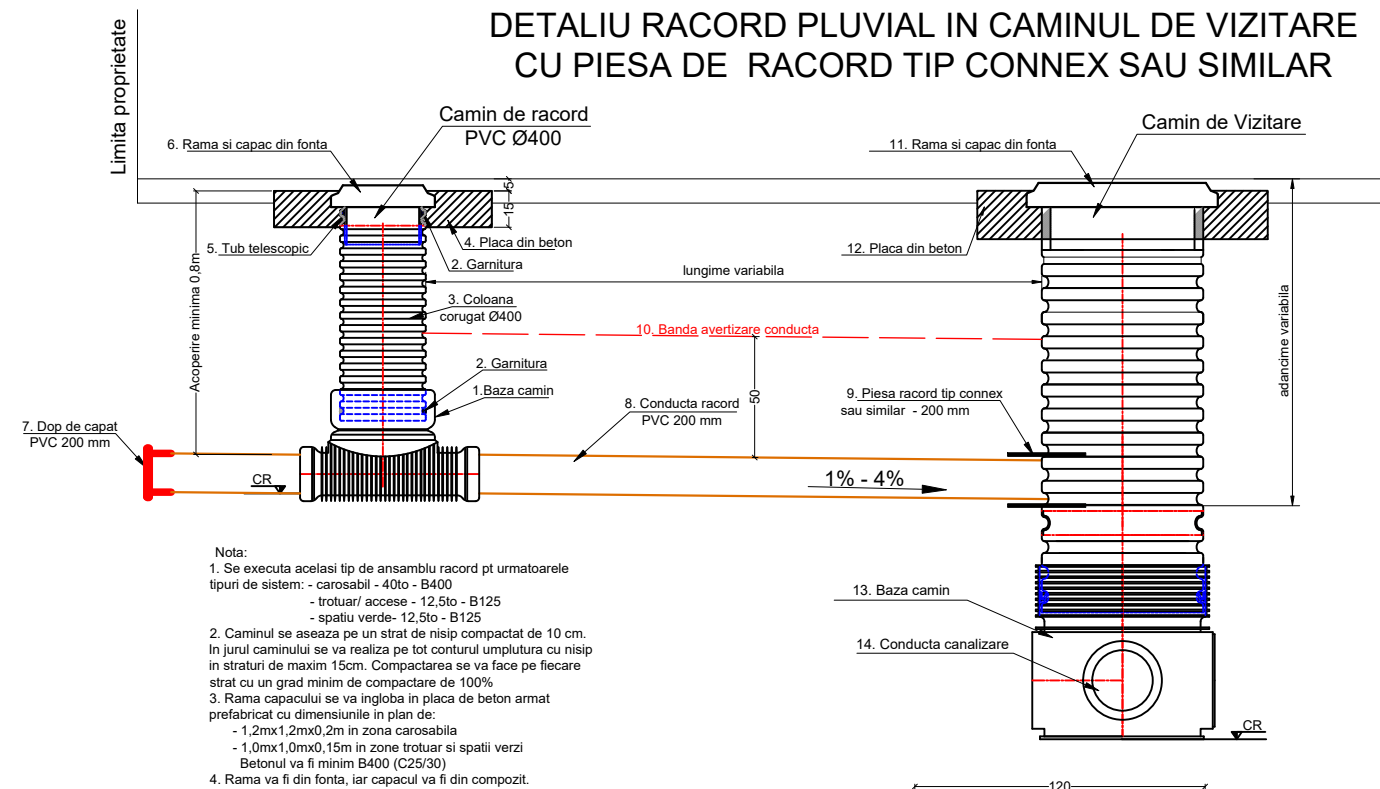 DETALIU RACORD PLUVIAL IN CAMINUL DE VIZITARE
CU PIESA DE RACORD TIP CONNEX SAU SIMILAR
Limita proprietate
Camin de racord
PVC Ø400
Camin de Vizitare
6. Rama si capac din fonta
11. Rama si capac din fonta
5
15
5. Tub telescopic
4. Placa din beton
2. Garnitura
12. Placa din beton
lungime variabila
Acoperire minima 0,8m
3. Coloana
corugat Ø400
10. Banda avertizare conducta
adancime variabila
2. Garnitura
1.Baza camin
50
9. Piesa racord tip connex
sau similar - 200 mm
8. Conducta racord
PVC 200 mm
7. Dop de capat
PVC 200 mm
CR
1% - 4%
Nota:
1. Se executa acelasi tip de ansamblu racord pt urmatoarele
tipuri de sistem: - carosabil - 40to - B400
- trotuar/ accese - 12,5to - B125
- spatiu verde- 12,5to - B125
2. Caminul se aseaza pe un strat de nisip compactat de 10 cm.
In jurul caminului se va realiza pe tot conturul umplutura cu nisip
in straturi de maxim 15cm. Compactarea se va face pe fiecare
strat cu un grad minim de compactare de 100%
3. Rama capacului se va ingloba in placa de beton armat
prefabricat cu dimensiunile in plan de:
- 1,2mx1,2mx0,2m in zona carosabila
- 1,0mx1,0mx0,15m in zone trotuar si spatii verzi
Betonul va fi minim B400 (C25/30)
4. Rama va fi din fonta, iar capacul va fi din compozit.
13. Baza camin
14. Conducta canalizare
CR
120